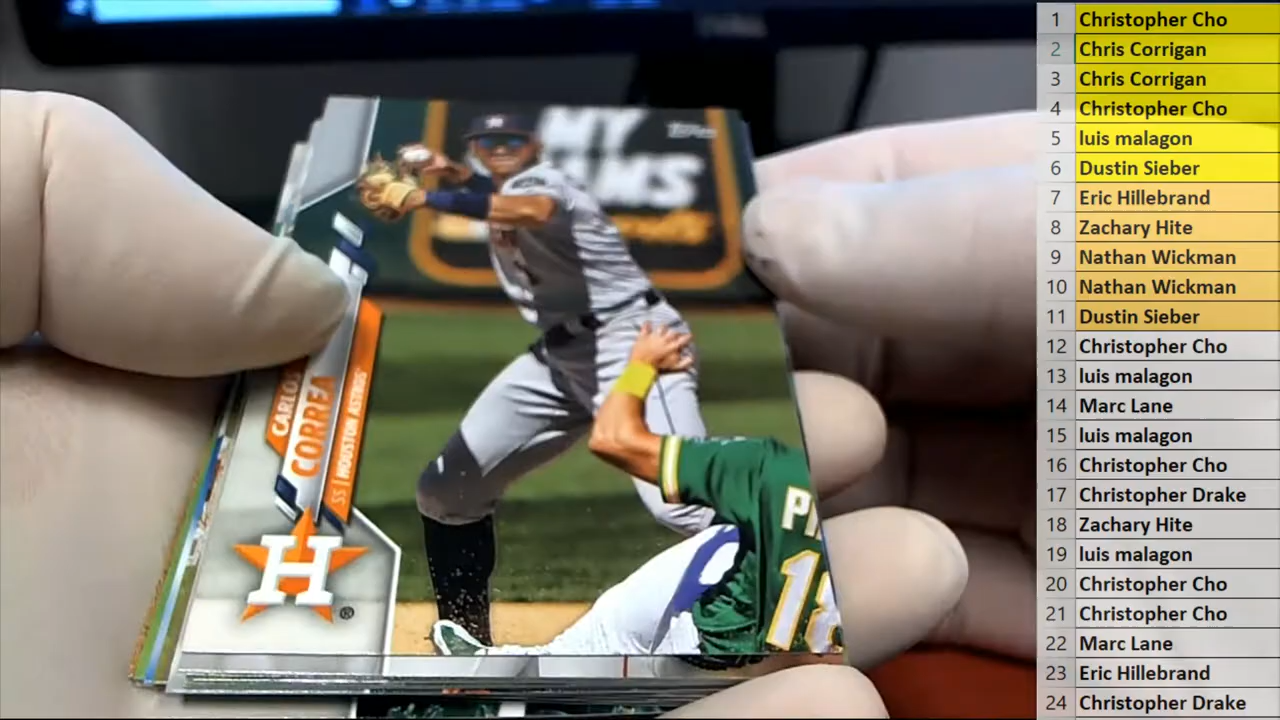 MY
Topps
CARLOS
CORREA
SS | HOUSTON ASTROS
H
®
18
1 Christopher Cho
2 Chris Corrigan
3 Chris Corrigan
4 Christopher Cho
5 luis malagon
6 Dustin Sieber
7 Eric Hillebrand
8 Zachary Hite
9 Nathan Wickman
10 Nathan Wickman
11 Dustin Sieber
12 Christopher Cho
13 luis malagon
14 Marc Lane
15 luis malagon
16 Christopher Cho
17 Christopher Drake
18 Zachary Hite
19 luis malagon
20 Christopher Cho
21 Christopher Cho
22 Marc Lane
23 Eric Hillebrand
24 Christopher Drake